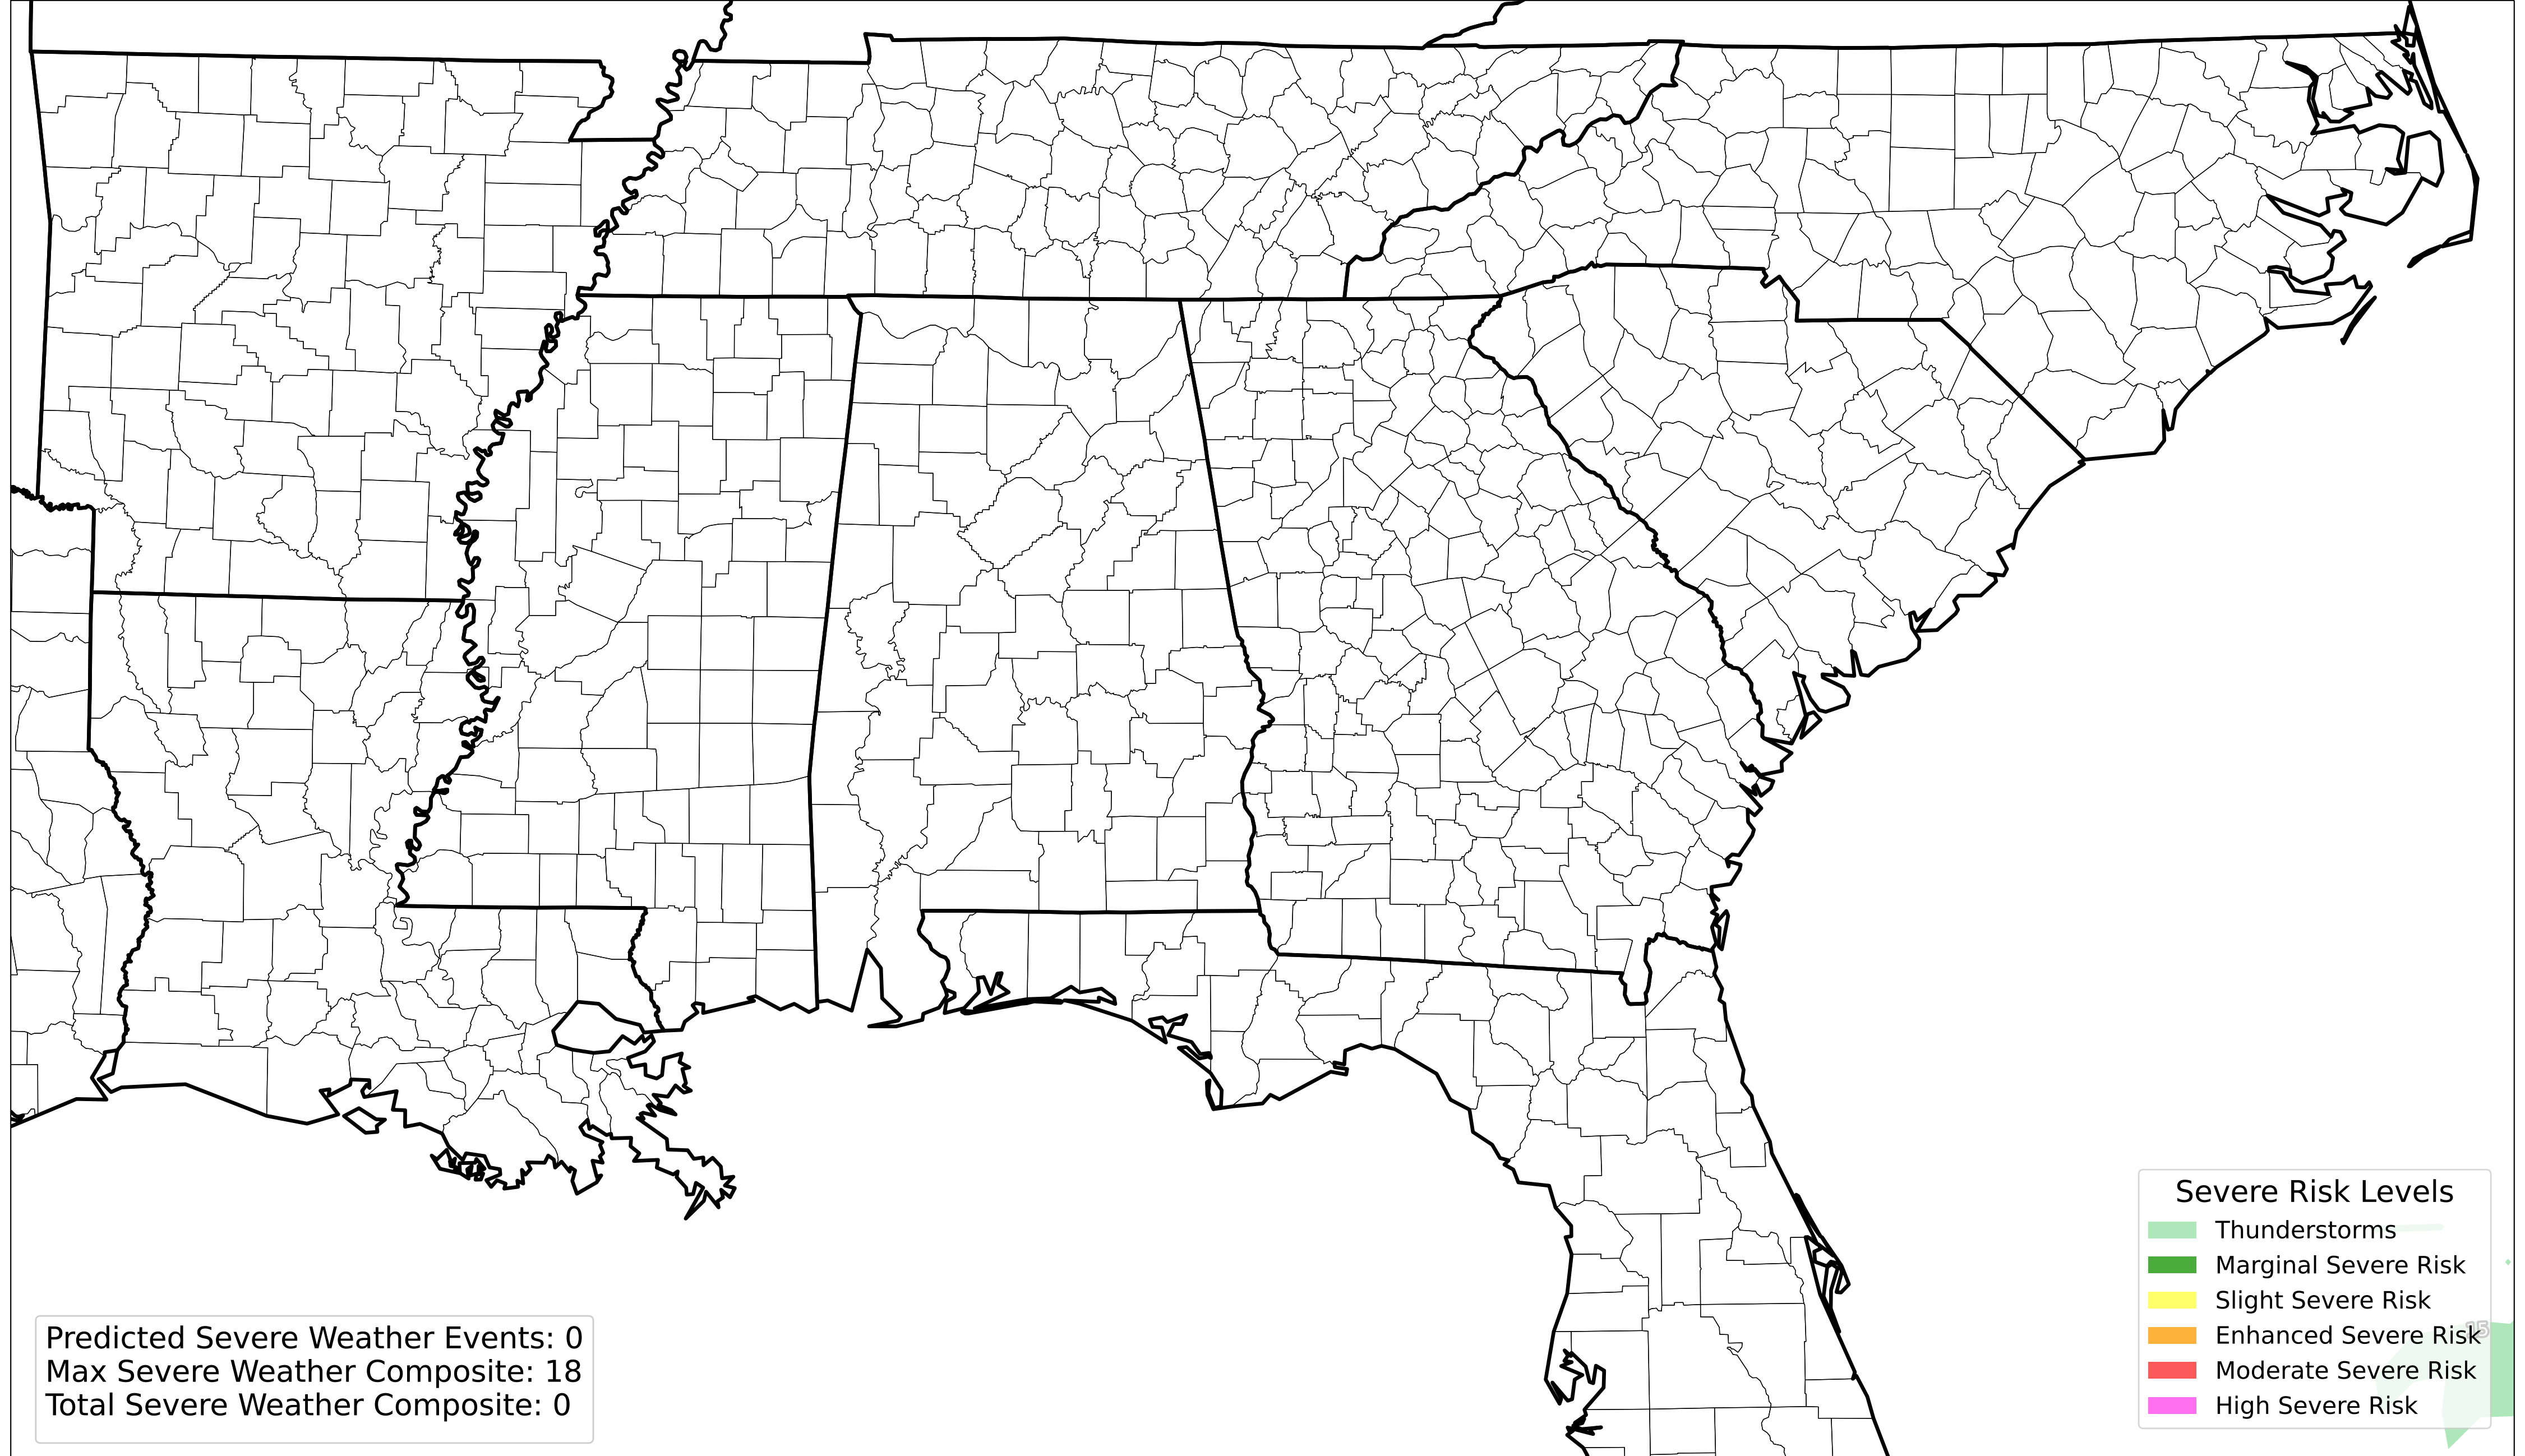 Severe Risk Levels
Thunderstorms
Marginal Severe Risk
Slight Severe Risk
15
Enhanced Severe Risk
Moderate Severe Risk
High Severe Risk
Predicted Severe Weather Events: 0
Max Severe Weather Composite: 18
Total Severe Weather Composite: 0